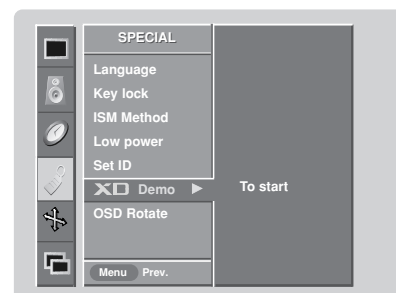 SPECIAL
Language
Key lock
ISM Method
Low power
Set ID
XD Demo ► To start
OSD Rotate
Menu Prev.